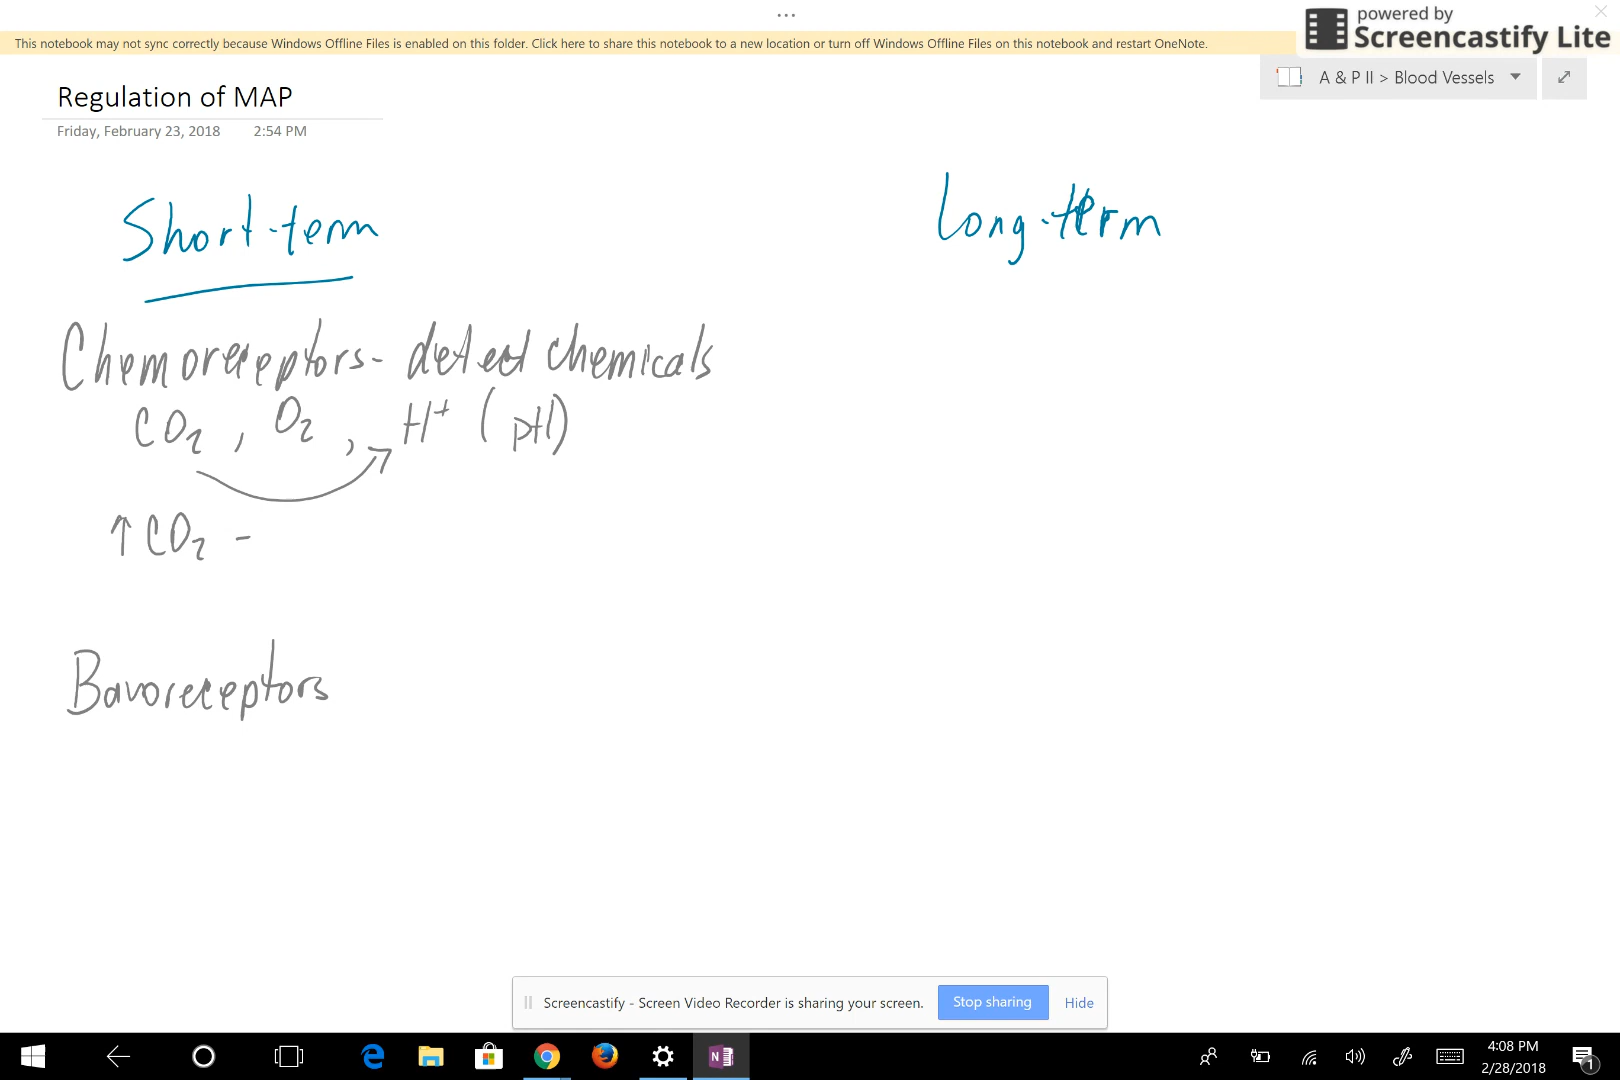 ...
powered by
Screencastify Lite
This notebook may not sync correctly because Windows Offline Files is enabled on this folder. Click here to share this notebook to a new location or turn off Windows Offline Files on this notebook and restart OneNote.
A & P II > Blood Vessels
Regulation of MAP
Friday, February 23, 2018 2:54 PM
Short-term
Long-term
Chemoreceptors- detect chemicals
CO₂, O₂, H⁺ (pH)
↑ CO₂ -
Baroreceptors
Screencastify - Screen Video Recorder is sharing your screen. Stop sharing Hide
4:08 PM
2/28/2018
1